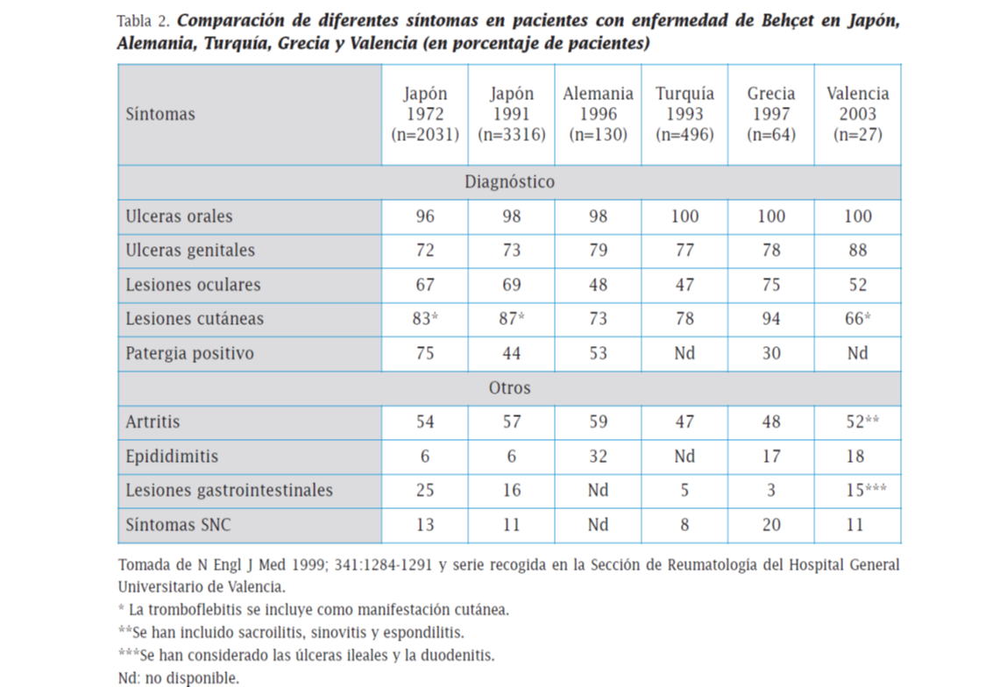 Tabla 2. Comparación de diferentes síntomas en pacientes con enfermedad de Behçet en Japón,
Alemania, Turquía, Grecia y Valencia (en porcentaje de pacientes)
Síntomas Japón 1972 (n=2031) Japón 1991 (n=3316) Alemania 1996 (n=130) Turquía 1993 (n=496) Grecia 1997 (n=64) Valencia 2003 (n=27)
Diagnóstico
Ulceras orales 96 98 98 100 100 100
Ulceras genitales 72 73 79 77 78 88
Lesiones oculares 67 69 48 47 75 52
Lesiones cutáneas 83* 87* 73 78 94 66*
Patergia positivo 75 44 53 Nd 30 Nd
Otros
Artritis 54 57 59 47 48 52**
Epididimitis 6 6 32 Nd 17 18
Lesiones gastrointestinales 25 16 Nd 5 3 15***
Síntomas SNC 13 11 Nd 8 20 11
Tomada de N Engl J Med 1999; 341:1284-1291 y serie recogida en la Sección de Reumatología del Hospital General
Universitario de Valencia.
* La tromboflebitis se incluye como manifestación cutánea.
**Se han incluido sacroilitis, sinovitis y espondilitis.
***Se han considerado las úlceras ileales y la duodenitis.
Nd: no disponible.